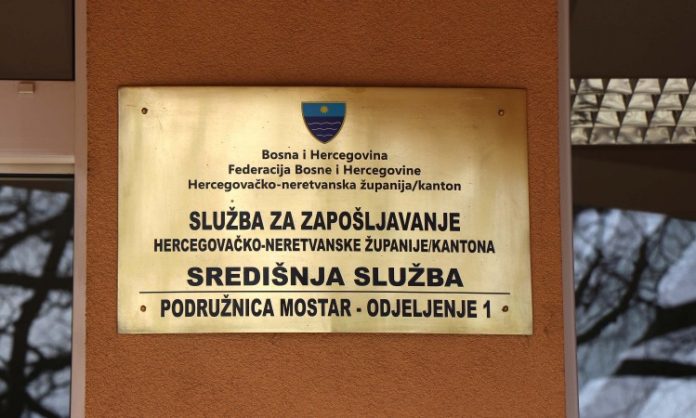 Bosna i Hercegovina
Federacija Bosne i Hercegovine
Hercegovačko-neretvanska županija/kanton
SLUŽBA ZA ZAPOŠLJAVANJE
HERCEGOVAČKO-NERETVANSKE ŽUPANIJE/KANTONA
SREDIŠNJA SLUŽBA
PODRUŽNICA MOSTAR - ODJELJENJE 1